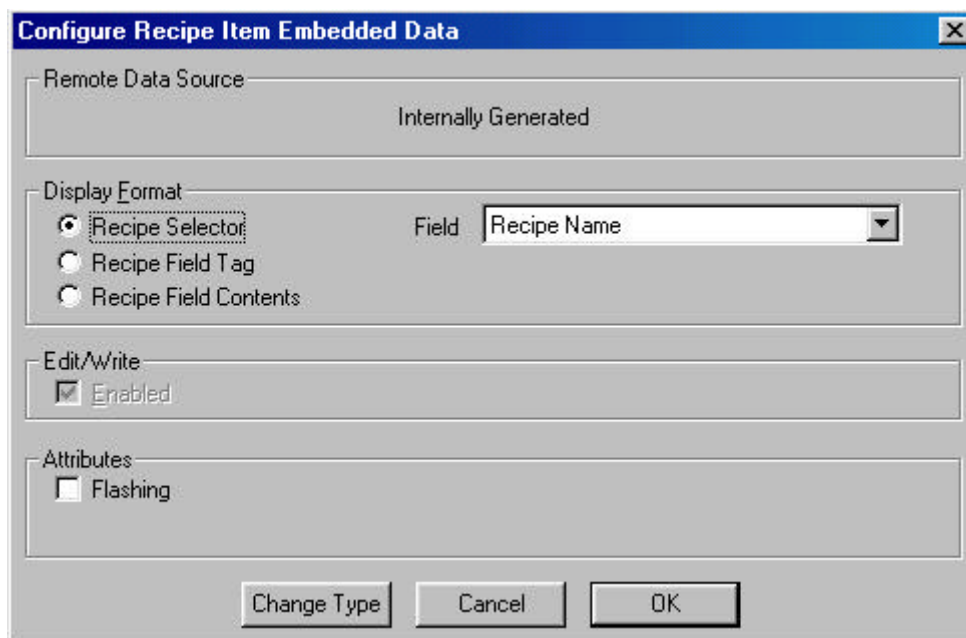 Configure Recipe Item Embedded Data
Remote Data Source
Internally Generated
Display Format
Recipe Selector
Field
Recipe Name
Recipe Field Tag
Recipe Field Contents
Edit/Write
Enabled
Attributes
Flashing
Change Type
Cancel
OK